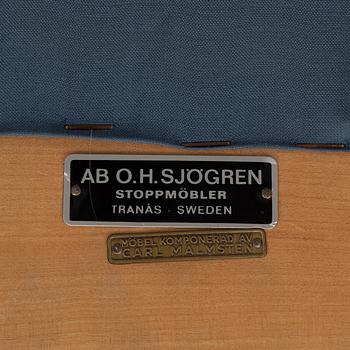 AB O.H. SJÖGREN
STOPPMÖBLER
TRANÅS · SWEDEN
MÖBEL KOMPONERAD AV
CARL MALMSTEN